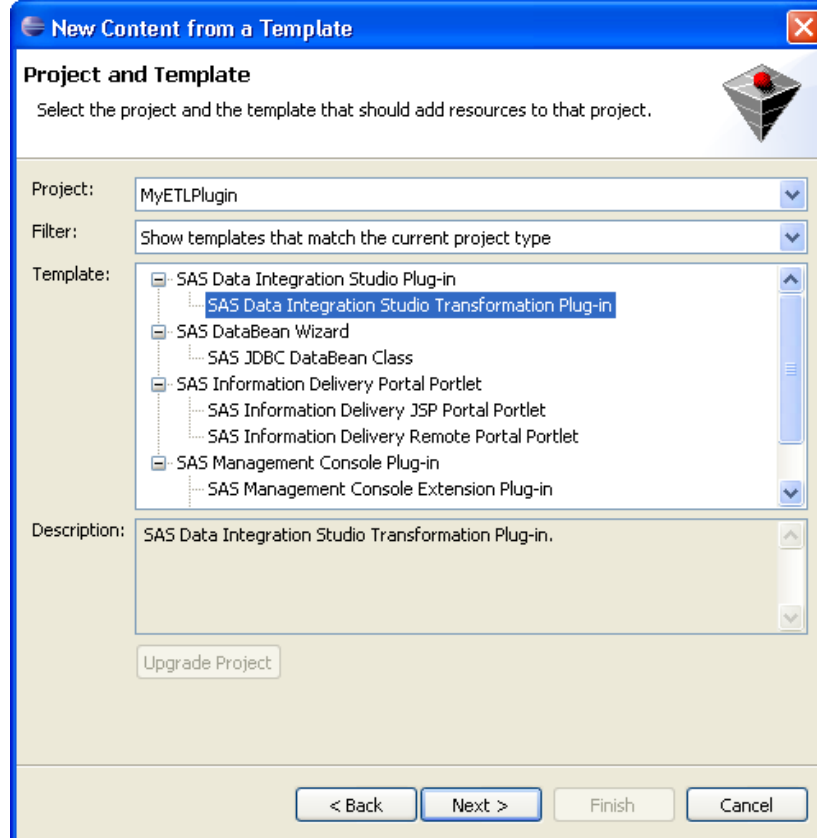 New Content from a Template
Project and Template
Select the project and the template that should add resources to that project.
Project: MyETLPlugin
Filter: Show templates that match the current project type
Template: SAS Data Integration Studio Plug-in
SAS Data Integration Studio Transformation Plug-in
SAS DataBean Wizard
SAS JDBC DataBean Class
SAS Information Delivery Portal Portlet
SAS Information Delivery JSP Portal Portlet
SAS Information Delivery Remote Portal Portlet
SAS Management Console Plug-in
SAS Management Console Extension Plug-in
Description: SAS Data Integration Studio Transformation Plug-in.
Upgrade Project
< Back Next > Finish Cancel